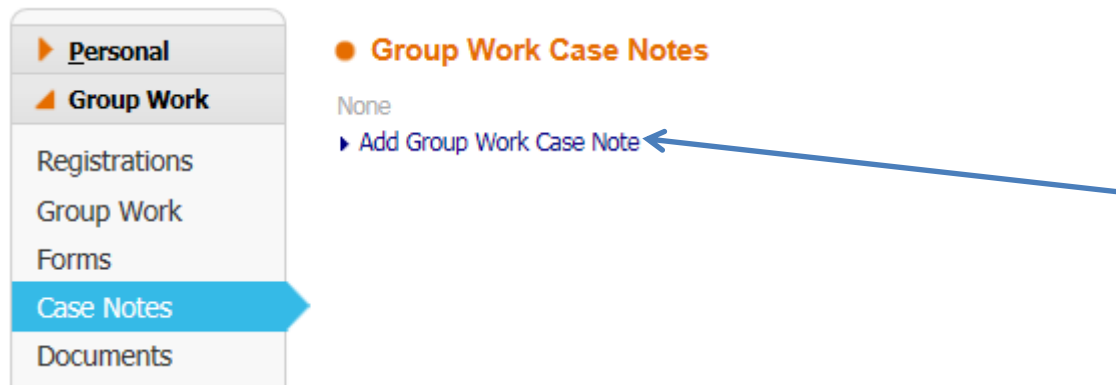 Personal
Group Work
Registrations
Group Work
Forms
Case Notes
Documents
Group Work Case Notes
None
Add Group Work Case Note